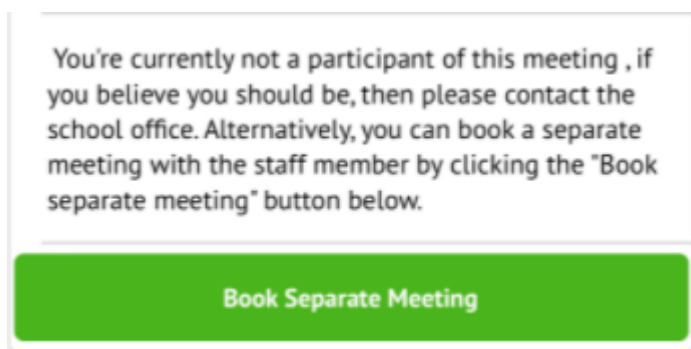 You're currently not a participant of this meeting , if
you believe you should be, then please contact the
school office. Alternatively, you can book a separate
meeting with the staff member by clicking the "Book
separate meeting" button below.
Book Separate Meeting